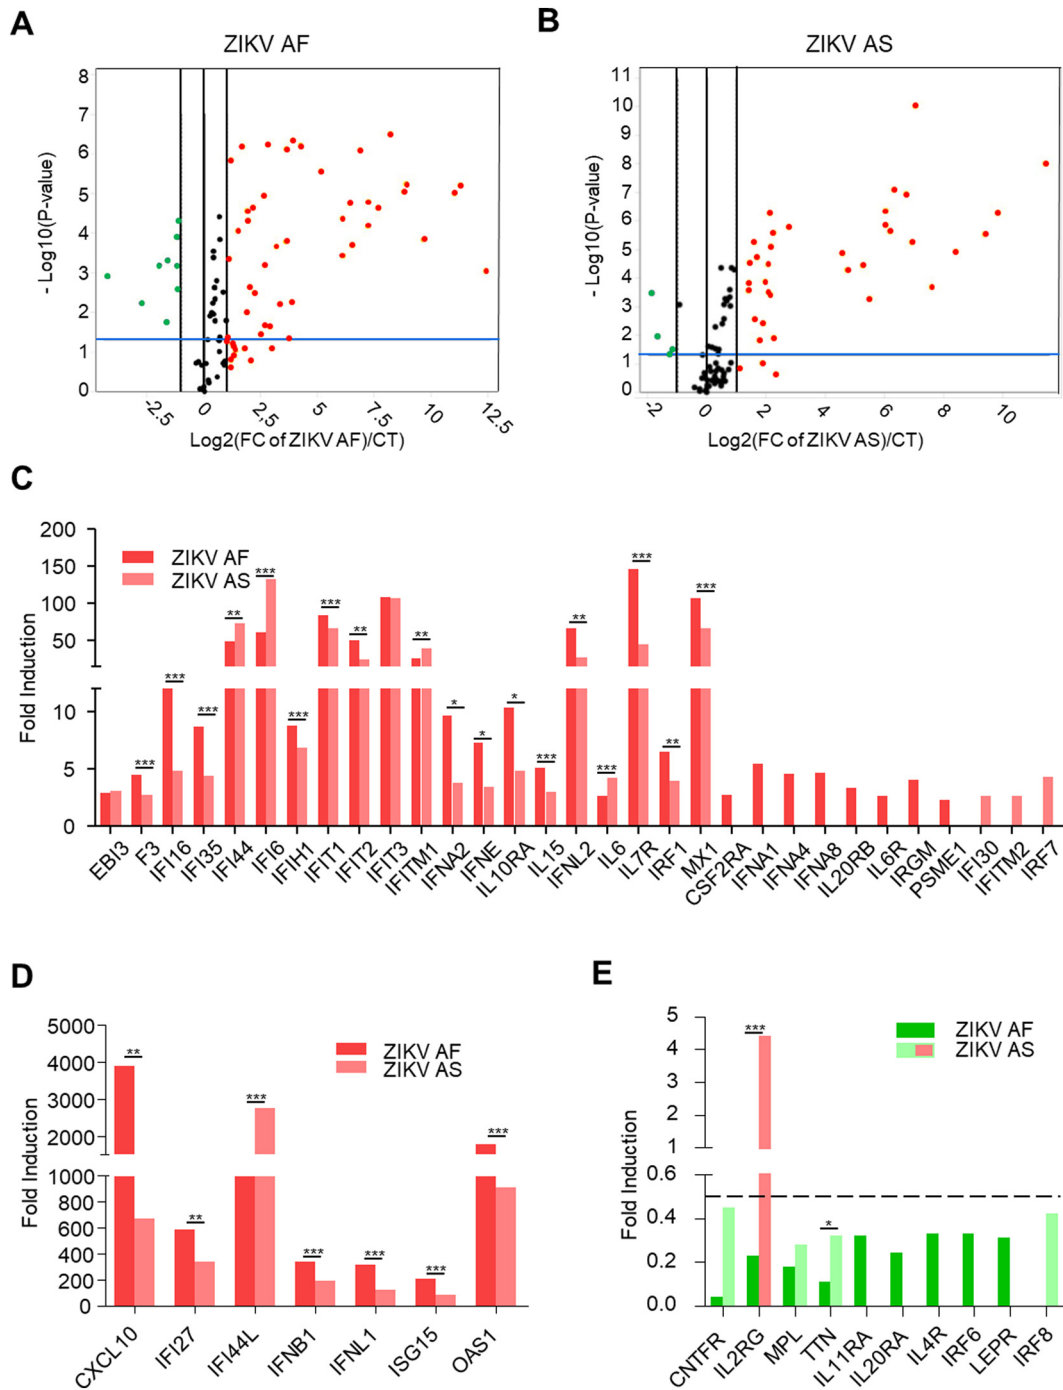 A
ZIKV AF
B
ZIKV AS
8
7
6
5
4
3
2
1
0
- Log10(P-value)
-2.5
0
2.5
5
7.5
10
12.5
Log2(FC of ZIKV AF)/CT)
11
10
9
8
7
6
5
4
3
2
1
0
- Log10(P-value)
-2
0
2
4
6
8
10
Log2(FC of ZIKV AS)/CT)
C
200
150
100
50
10
5
0
Fold Induction
ZIKV AF
ZIKV AS
***
***
***
**
***
***
***
**
**
*
*
*
***
**
***
***
**
***
EBI3
F3
IFI16
IFI35
IFI44
IFI6
IFIH1
IFIT1
IFIT2
IFIT3
IFITM1
IFNA2
IFNE
IL10RA
IL15
IFNL2
IL6
IL7R
IRF1
MX1
CSF2RA
IFNA1
IFNA4
IFNA8
IL20RB
IL6R
IRGM
PSME1
IFI30
IFITM2
IRF7
D
5000
4000
3000
2000
1000
800
600
400
200
0
Fold Induction
ZIKV AF
ZIKV AS
**
**
***
***
***
***
***
CXCL10
IFI27
IFI44L
IFNB1
IFNL1
ISG15
OAS1
E
5
4
3
2
1
0.6
0.4
0.2
0.0
Fold Induction
ZIKV AF
ZIKV AS
***
*
CNTFR
IL2RG
MPL
TTN
IL11RA
IL20RA
IL4R
IRF6
LEPR
IRF8